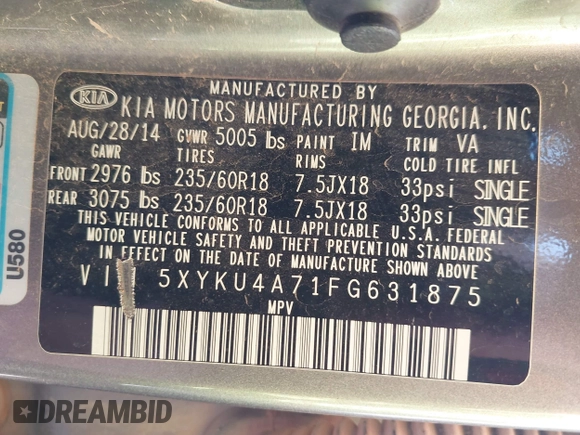 MANUFACTURED BY
KIA KIA MOTORS MANUFACTURING GEORGIA, INC.
AUG/28/14 GVWR 5005 lbs PAINT IM TRIM VA
GAWR TIRES RIMS COLD TIRE INFL
FRONT 2976 lbs 235/60R18 7.5JX18 33psi SINGLE
REAR 3075 lbs 235/60R18 7.5JX18 33psi SINGLE
THIS VEHICLE CONFORMS TO ALL APPLICABLE U.S.A. FEDERAL
MOTOR VEHICLE SAFETY AND THEFT PREVENTION STANDARDS
IN EFFECT ON THE DATE OF MANUFACTURE SHOWN ABOVE.
5XYKU4A71FG631875
MPV
U580
DREAMBID